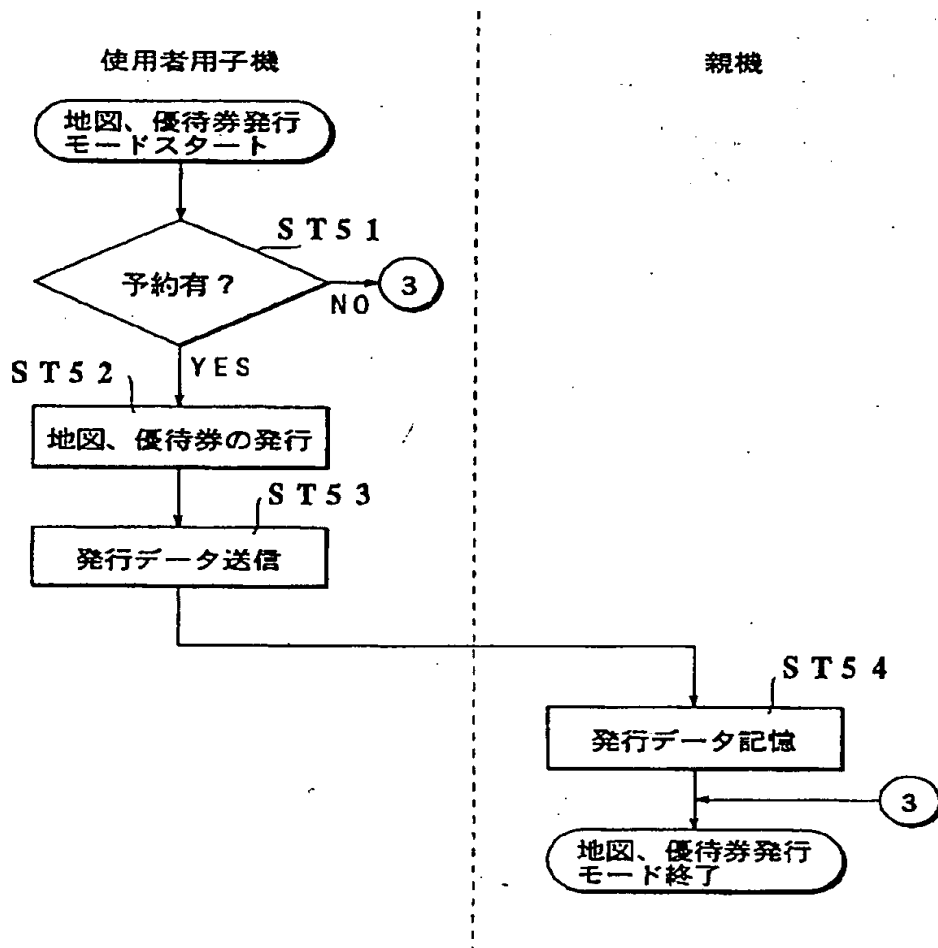 使用者用子機
親機
地図、優待券発行
モードスタート
ST51
予約有？
NO
3
YES
ST52
地図、優待券の発行
ST53
発行データ送信
ST54
発行データ記憶
3
地図、優待券発行
モード終了